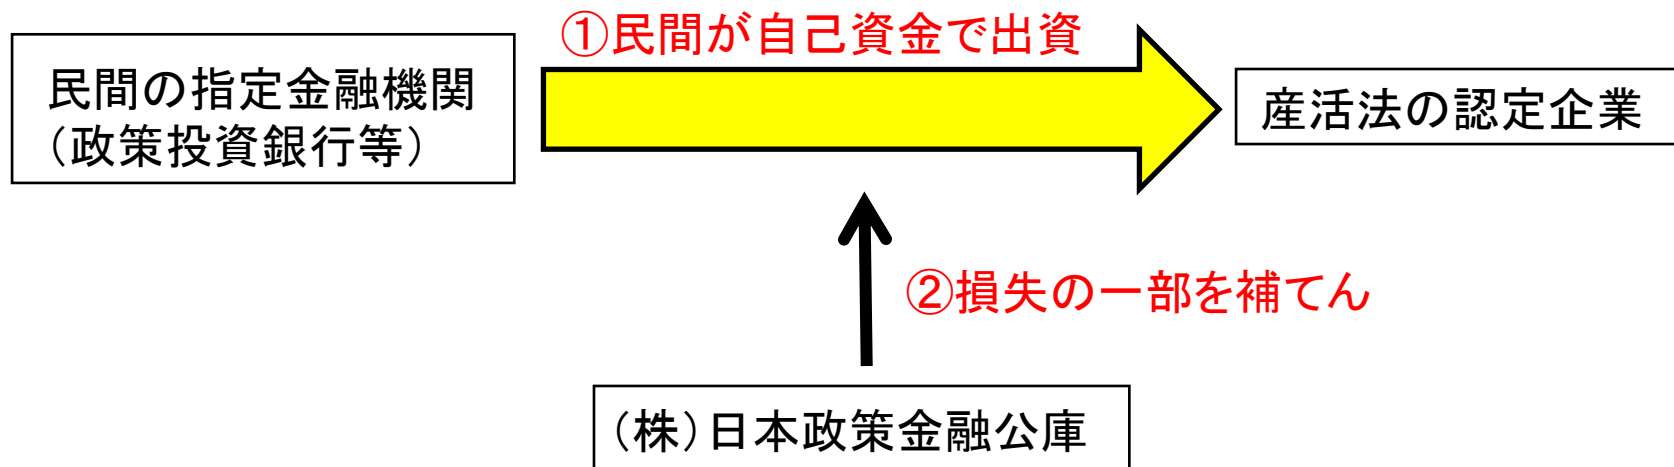 ①民間が自己資金で出資
民間の指定金融機関
（政策投資銀行等）
産活法の認定企業
②損失の一部を補てん
（株）日本政策金融公庫